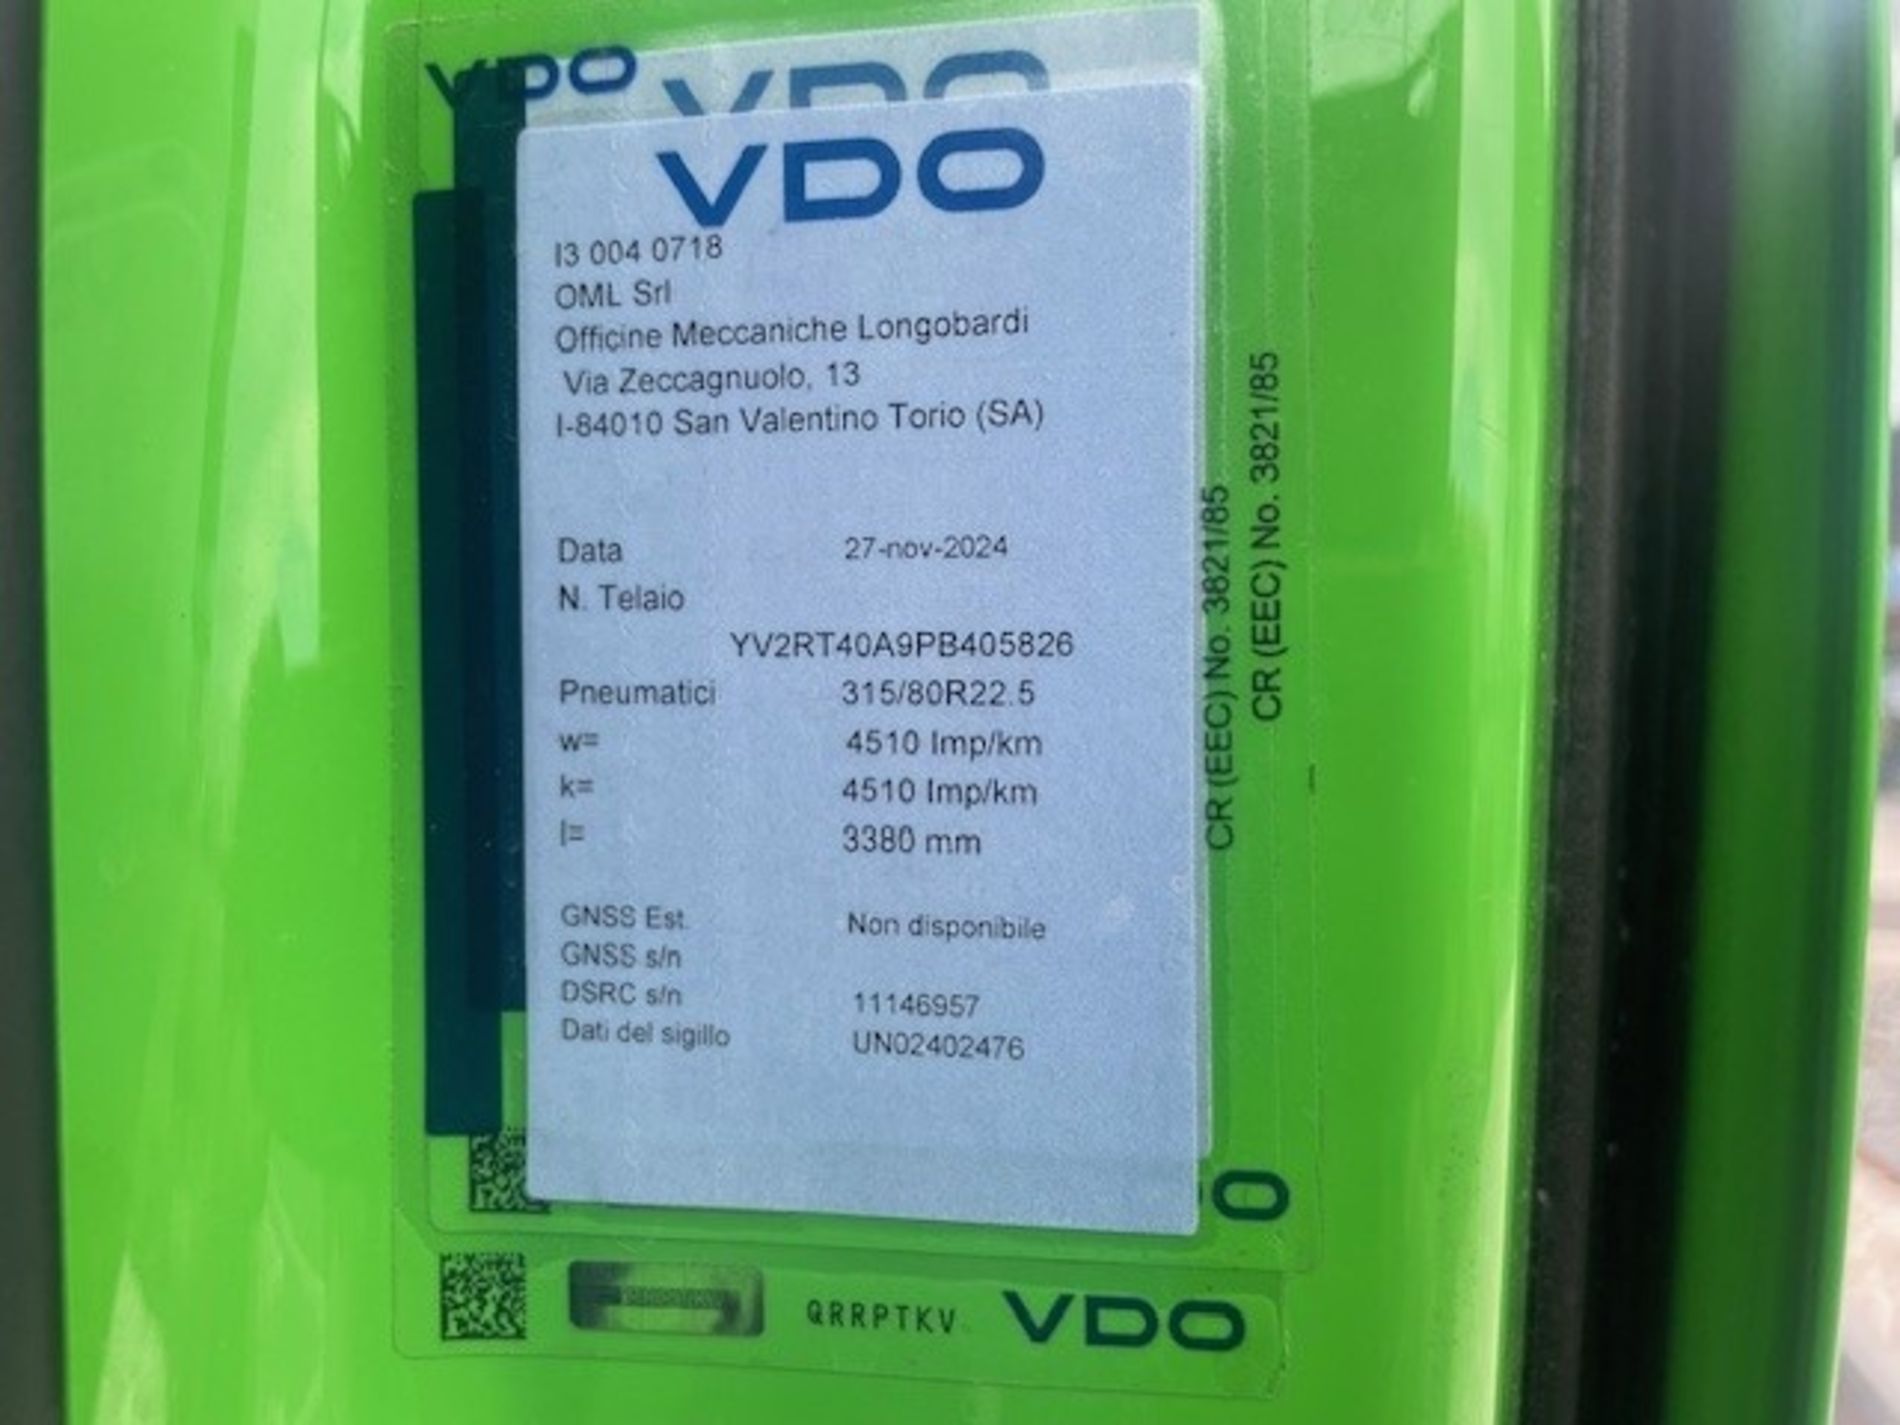 VDO
VDO
VDO
I3 004 0718
OML Srl
Officine Meccaniche Longobardi
Via Zeccagnuolo, 13
I-84010 San Valentino Torio (SA)
Data 27-nov-2024
N. Telaio
YV2RT40A9PB405826
Pneumatici 315/80R22.5
w= 4510 Imp/km
k= 4510 Imp/km
l= 3380 mm
GNSS Est. Non disponibile
GNSS s/n
DSRC s/n 11146957
Dati del sigillo UN02402476
CR (EEC) No. 3821/85
CR (EEC) No. 3821/85
O
QRRPTKV VDO